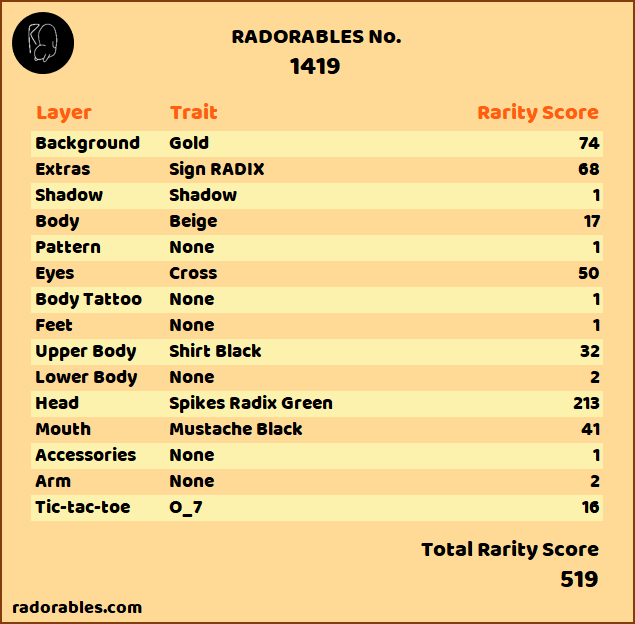 RADORABLES No.
1419
Layer Trait Rarity Score
Background Gold 74
Extras Sign RADIX 68
Shadow Shadow 1
Body Beige 17
Pattern None 1
Eyes Cross 50
Body Tattoo None 1
Feet None 1
Upper Body Shirt Black 32
Lower Body None 2
Head Spikes Radix Green 213
Mouth Mustache Black 41
Accessories None 1
Arm None 2
Tic-tac-toe O_7 16
Total Rarity Score
519
radorables.com